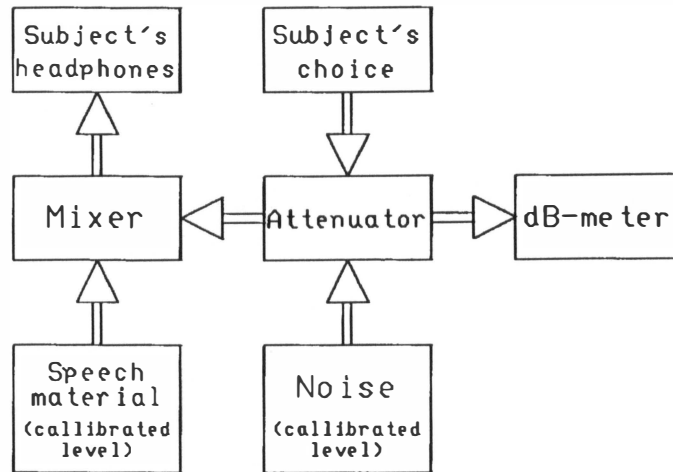 Subject's
headphones
Subject's
choice
Mixer
Attenuator
dB-meter
Speech
material
(callibrated
level)
Noise
(callibrated
level)